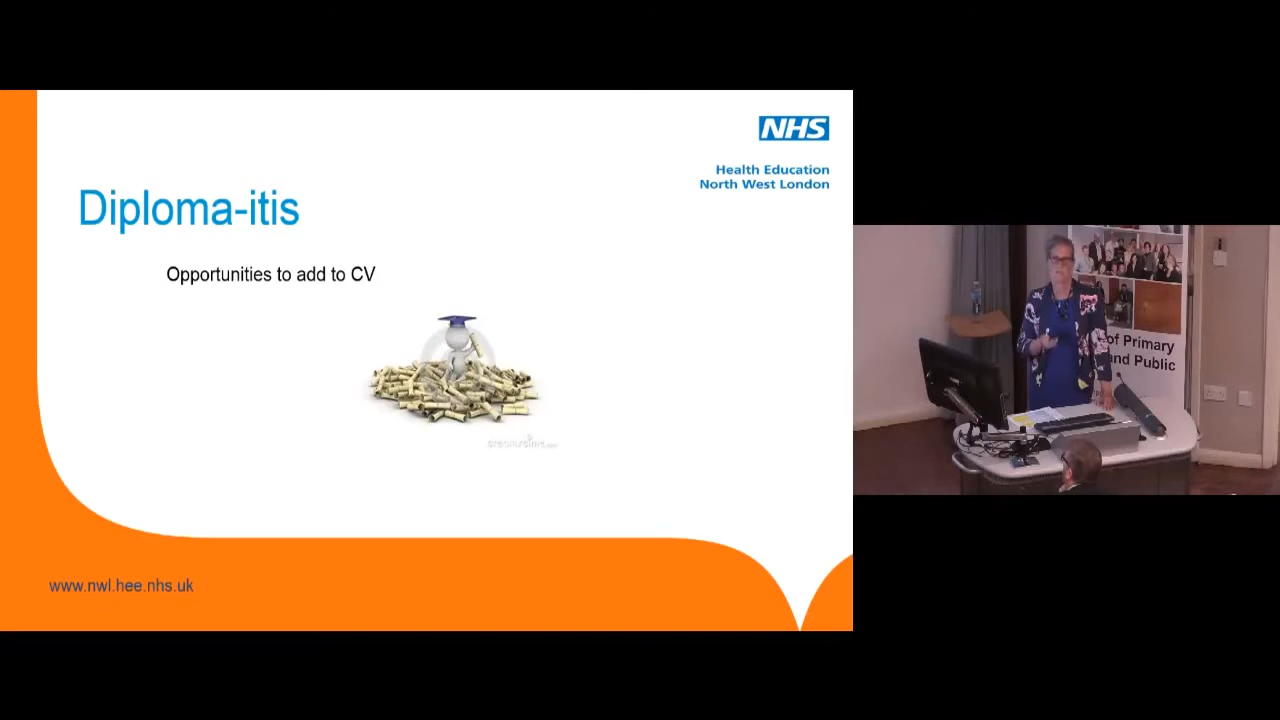 NHS
Health Education
North West London
Diploma-itis
Opportunities to add to CV
www.nwl.hee.nhs.uk
of Primary
nd Public